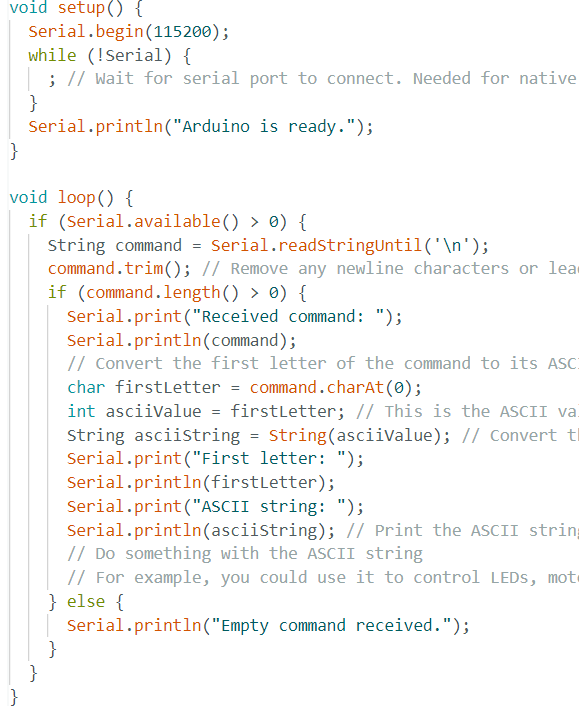 void setup() {
  Serial.begin(115200);
  while (!Serial) {
    ; // Wait for serial port to connect. Needed for native
  }
  Serial.println("Arduino is ready.");
}

void loop() {
  if (Serial.available() > 0) {
    String command = Serial.readStringUntil('\n');
    command.trim(); // Remove any newline characters or
    if (command.length() > 0) {
      Serial.print("Received command: ");
      Serial.println(command);
      // Convert the first letter of the command to its
      char firstLetter = command.charAt(0);
      int asciiValue = firstLetter; // This is the ASCII
      String asciiString = String(asciiValue); // Convert
      Serial.print("First letter: ");
      Serial.println(firstLetter);
      Serial.print("ASCII string: ");
      Serial.println(asciiString); // Print the ASCII string
      // Do something with the ASCII string
      // For example, you could use it to control LEDs,
    } else {
      Serial.println("Empty command received.");
    }
  }
}